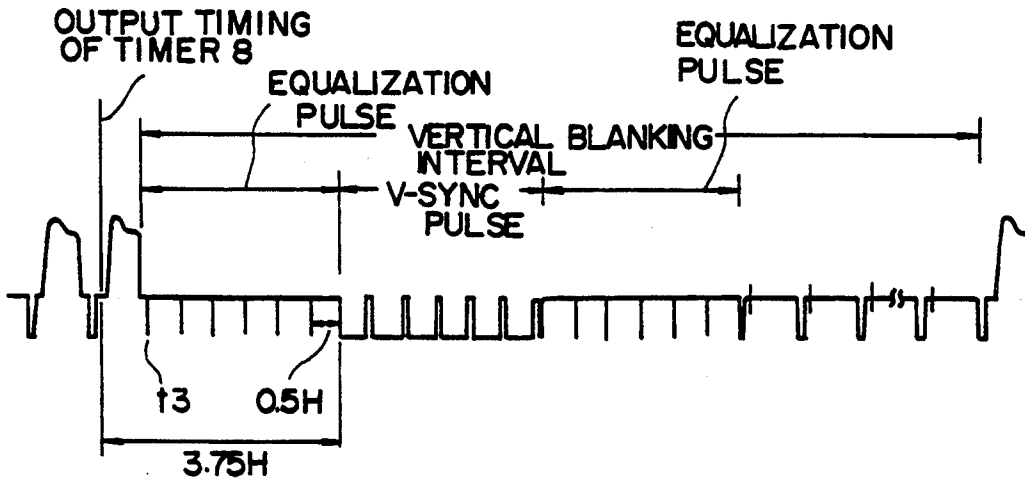 OUTPUT TIMING
OF TIMER 8
EQUALIZATION
PULSE
EQUALIZATION
PULSE
VERTICAL BLANKING
INTERVAL
V-SYNC
PULSE
t3
0.5H
3.75H